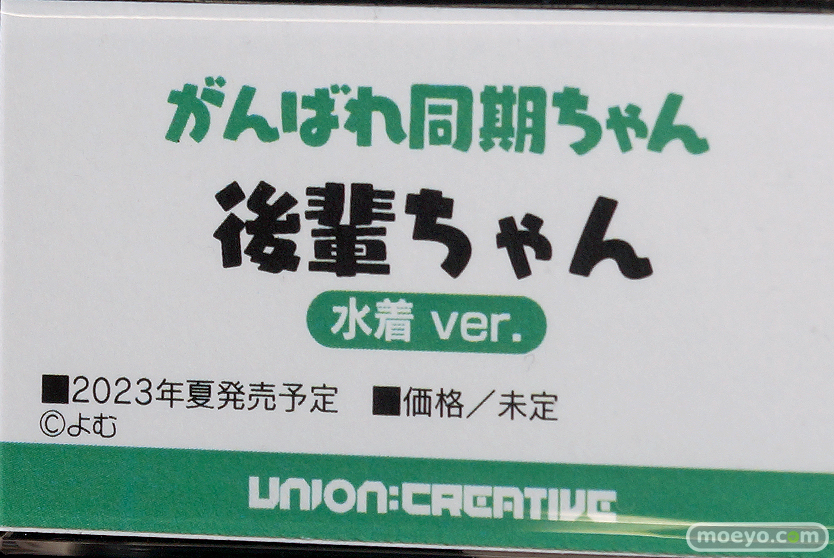 がんばれ同期ちゃん
後輩ちゃん
水着 ver.
■2023年夏発売予定 ■価格／未定
©よむ
UNION:CREATIVE
moeyo.com